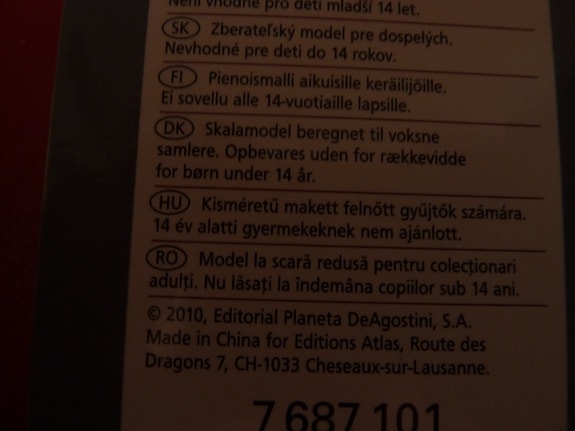 Není vhodné pro děti mladší 14 let.
SK Zberateľský model pre dospelých.
Nevhodné pre deti do 14 rokov.
FI Pienoismalli aikuisille keräilijöille.
Ei sovellu alle 14-vuotiaille lapsille.
DK Skalamodel beregnet til voksne
samlere. Opbevares uden for rækkevidde
for børn under 14 år.
HU Kisméretű makett felnőtt gyűjtők számára.
14 év alatti gyermekeknek nem ajánlott.
RO Model la scară redusă pentru colecționari
adulți. Nu lăsați la îndemâna copiilor sub 14 ani.
© 2010, Editorial Planeta DeAgostini, S.A.
Made in China for Editions Atlas, Route des
Dragons 7, CH-1033 Cheseaux-sur-Lausanne.
7 687 101